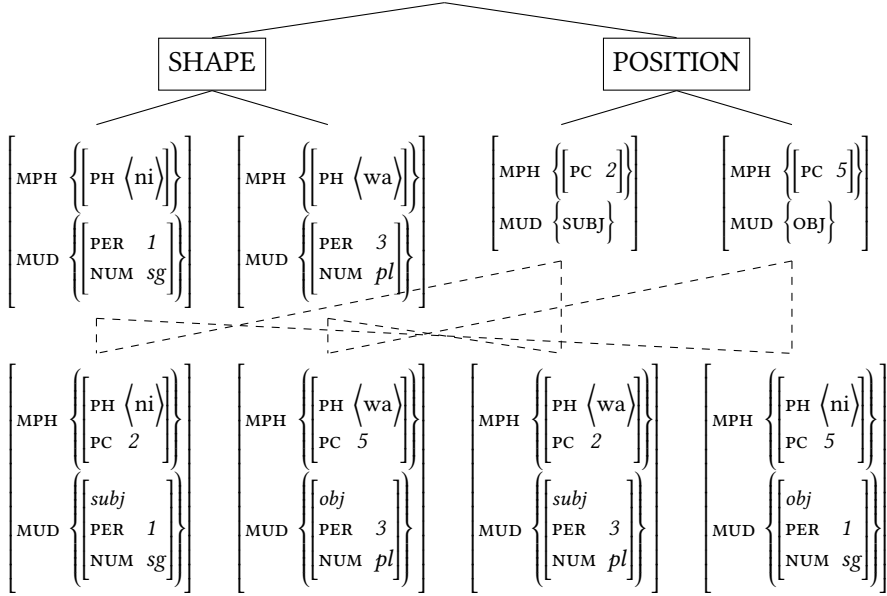 SHAPE POSITION
MPH {[PH ⟨ni⟩]} MPH {[PH ⟨wa⟩]} MPH {[PC 2]} MPH {[PC 5]}
MUD {[PER 1 NUM sg]} MUD {[PER 3 NUM pl]} MUD {SUBJ} MUD {OBJ}
MPH {[PH ⟨ni⟩ PC 2]} MPH {[PH ⟨wa⟩ PC 5]} MPH {[PH ⟨wa⟩ PC 2]} MPH {[PH ⟨ni⟩ PC 5]}
MUD {[subj PER 1 NUM sg]} MUD {[obj PER 3 NUM pl]} MUD {[subj PER 3 NUM pl]} MUD {[obj PER 1 NUM sg]}